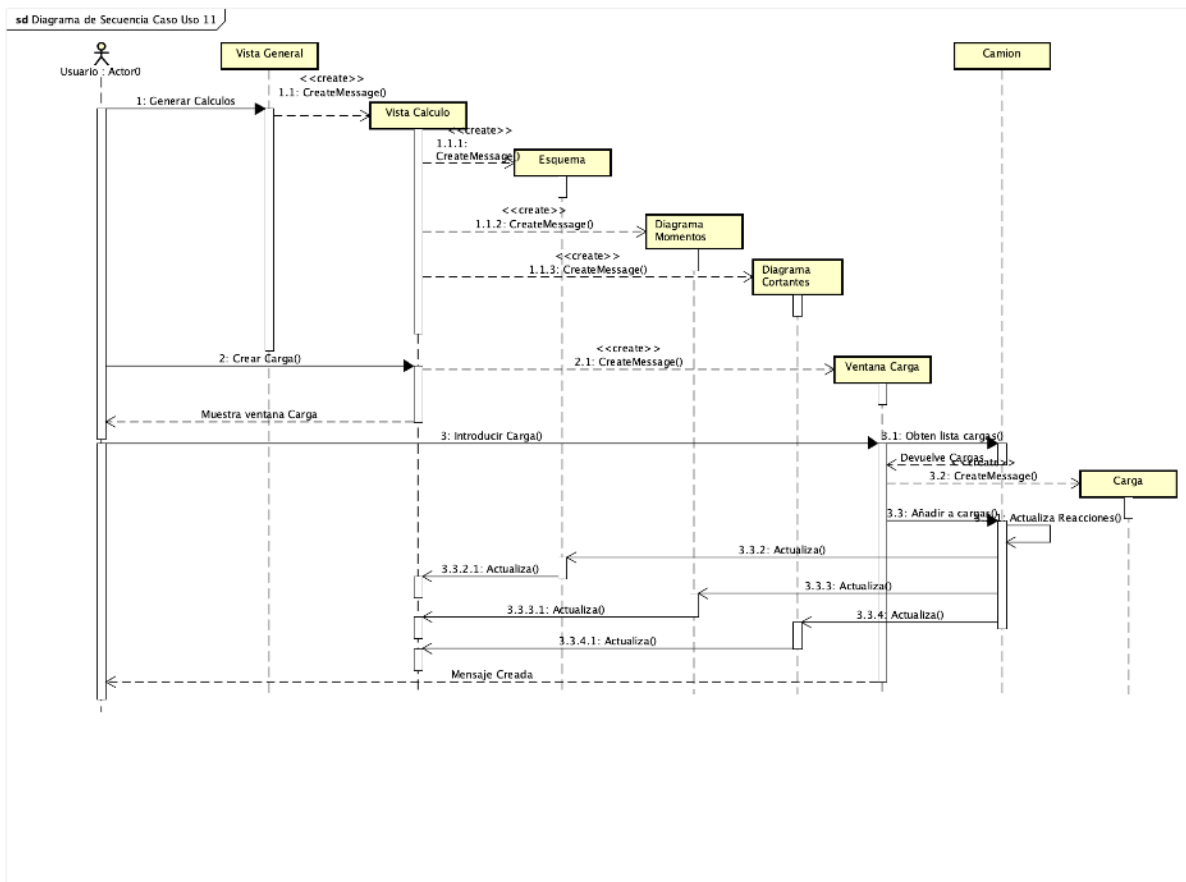 sd Diagrama de Secuencia Caso Uso 11
Usuario : Actor0
Vista General
Camion
<<create>>
1.1: CreateMessage()
1: Generar Calculos
Vista Calculo
<<create>>
1.1.1:
CreateMessage()
Esquema
<<create>>
1.1.2: CreateMessage()
Diagrama
Momentos
<<create>>
1.1.3: CreateMessage()
Diagrama
Cortantes
2: Crear Carga()
<<create>>
2.1: CreateMessage()
Ventana Carga
Muestra ventana Carga
3: Introducir Carga()
3.1: Obten lista cargas()
Devuelve Cargas
<<create>>
3.2: CreateMessage()
Carga
3.3: Añadir a cargas()
Actualiza Reacciones()
3.3.2: Actualiza()
3.3.2.1: Actualiza()
3.3.3: Actualiza()
3.3.3.1: Actualiza()
3.3.4: Actualiza()
3.3.4.1: Actualiza()
Mensaje Creada